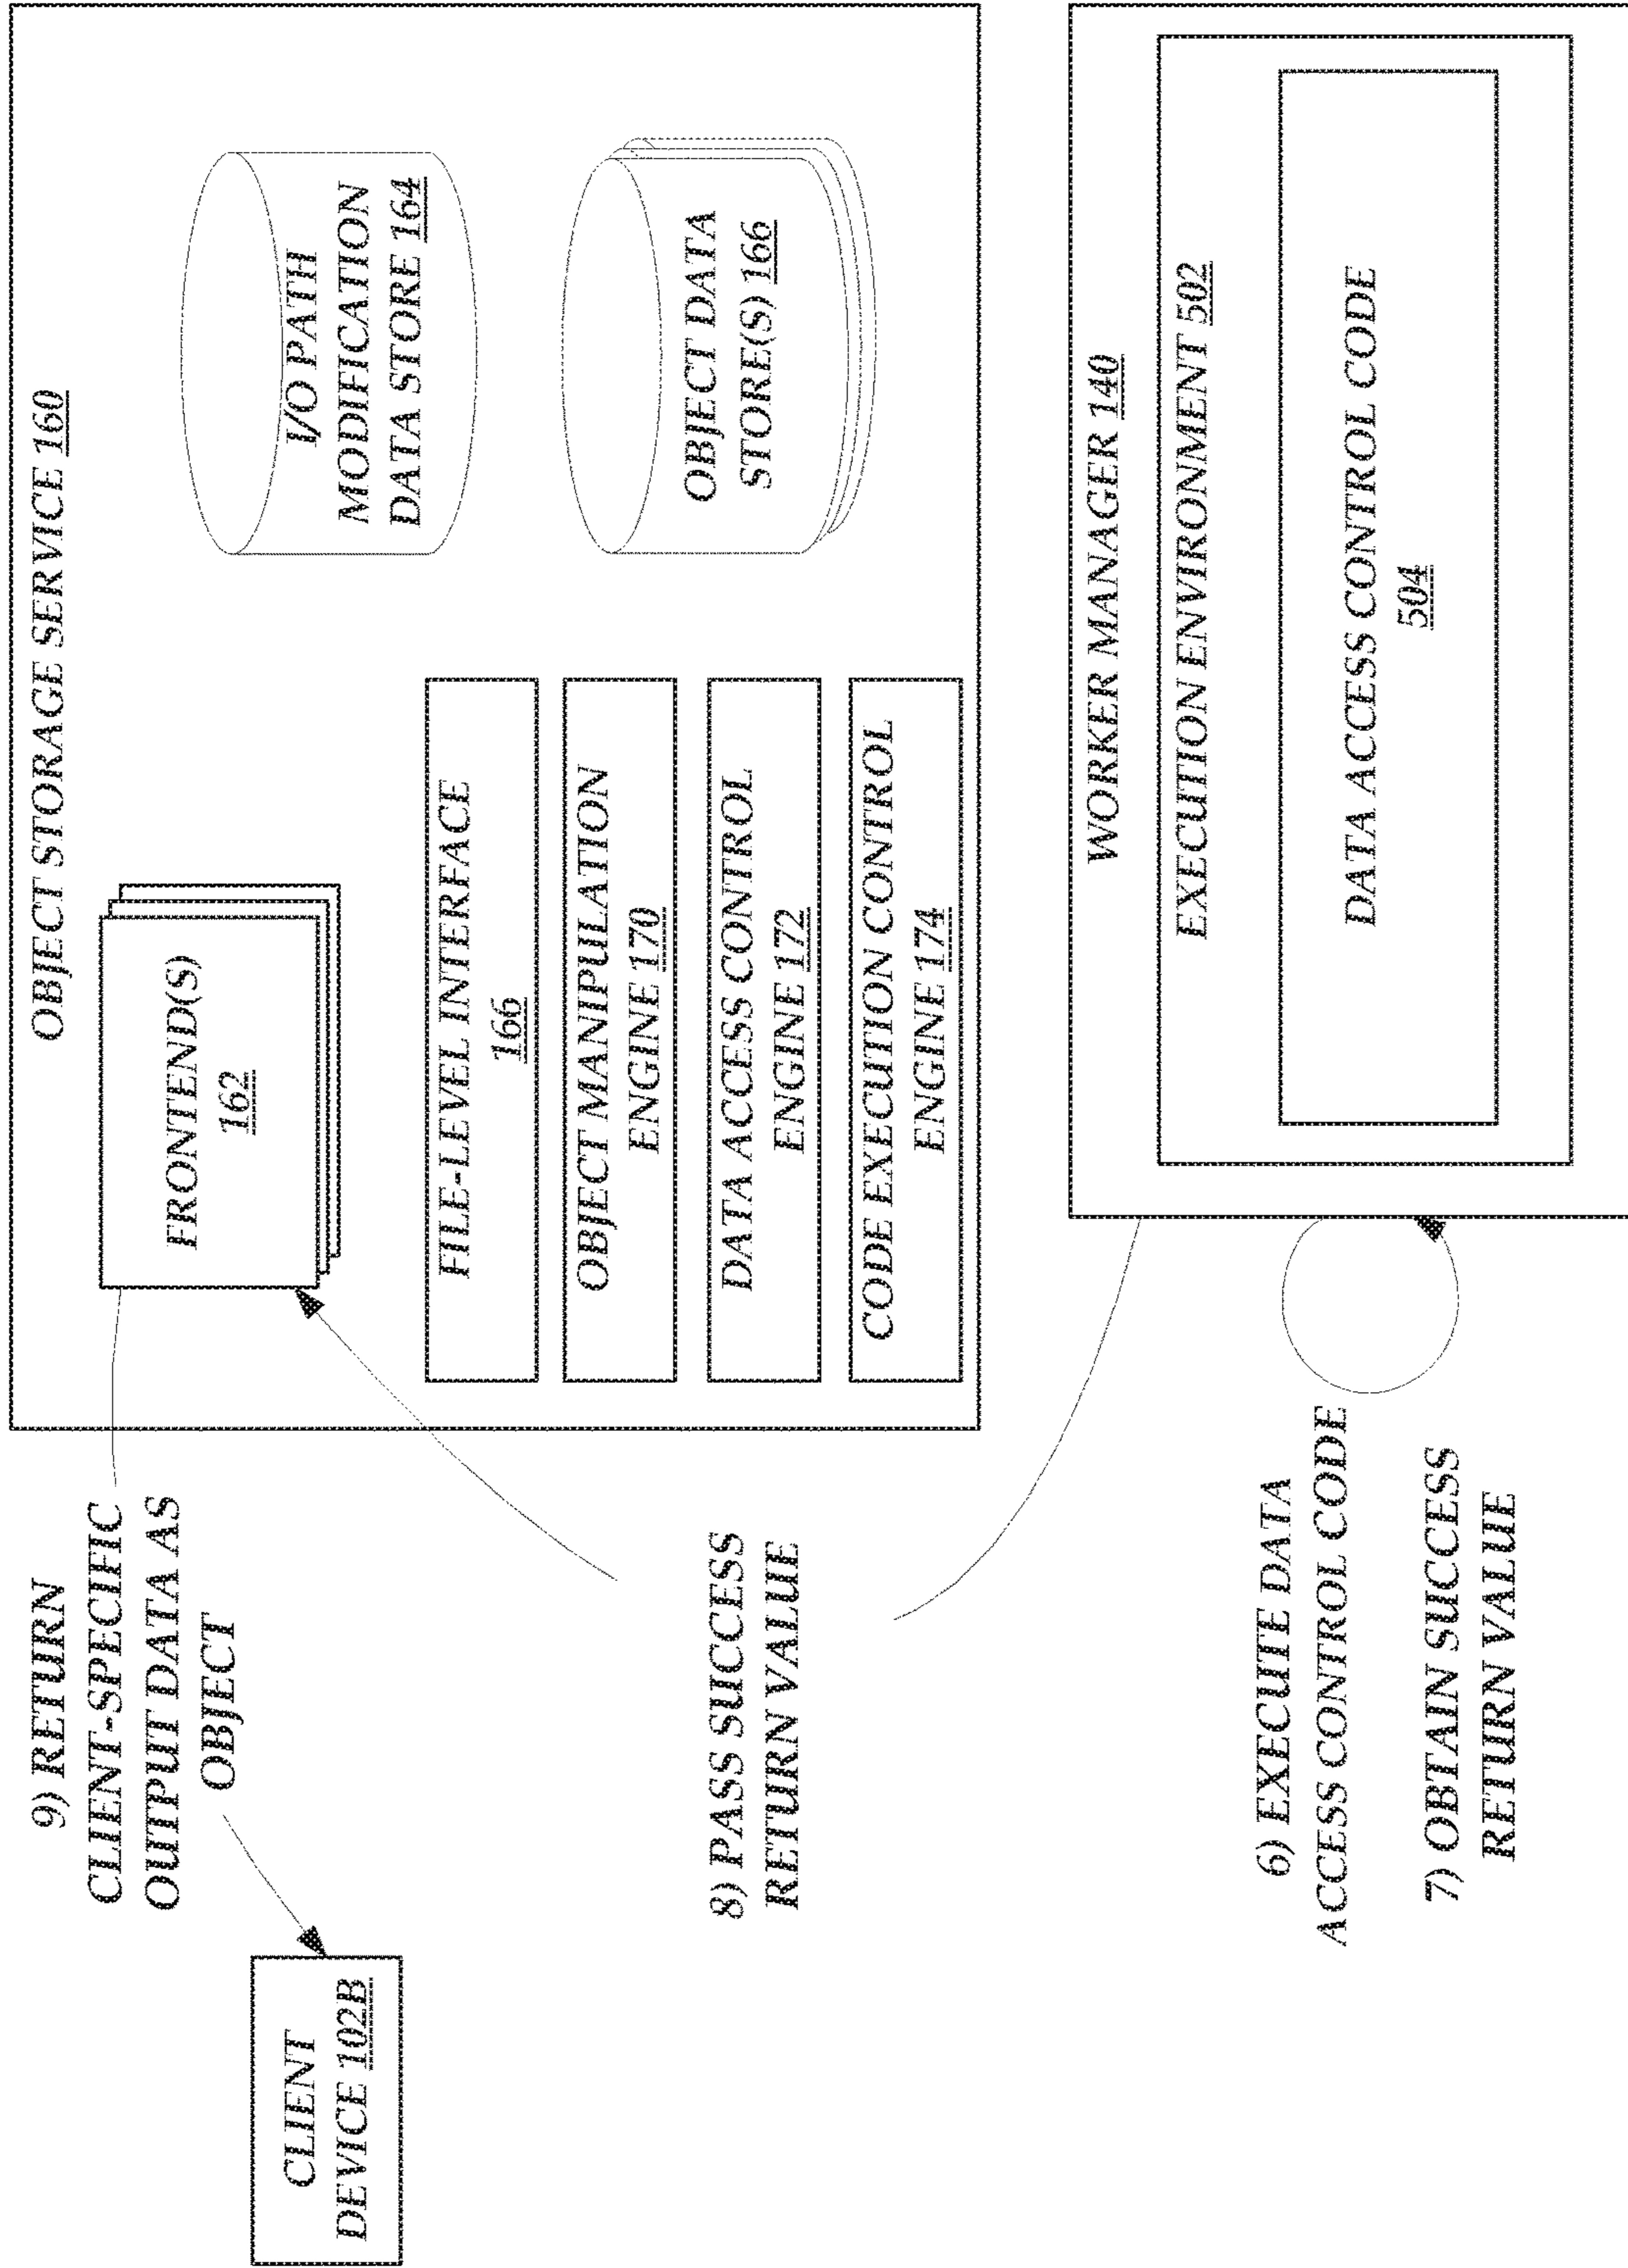 9) RETURN
CLIENT-SPECIFIC
OUTPUT DATA AS
OBJECT
CLIENT
DEVICE 102B
8) PASS SUCCESS
RETURN VALUE
6) EXECUTE DATA
ACCESS CONTROL CODE
7) OBTAIN SUCCESS
RETURN VALUE
OBJECT STORAGE SERVICE 160
FRONTEND(S)
162
FILE-LEVEL INTERFACE
166
OBJECT MANIPULATION
ENGINE 170
DATA ACCESS CONTROL
ENGINE 172
CODE EXECUTION CONTROL
ENGINE 174
I/O PATH
MODIFICATION
DATA STORE 164
OBJECT DATA
STORE(S) 166
WORKER MANAGER 140
EXECUTION ENVIRONMENT 502
DATA ACCESS CONTROL CODE
504